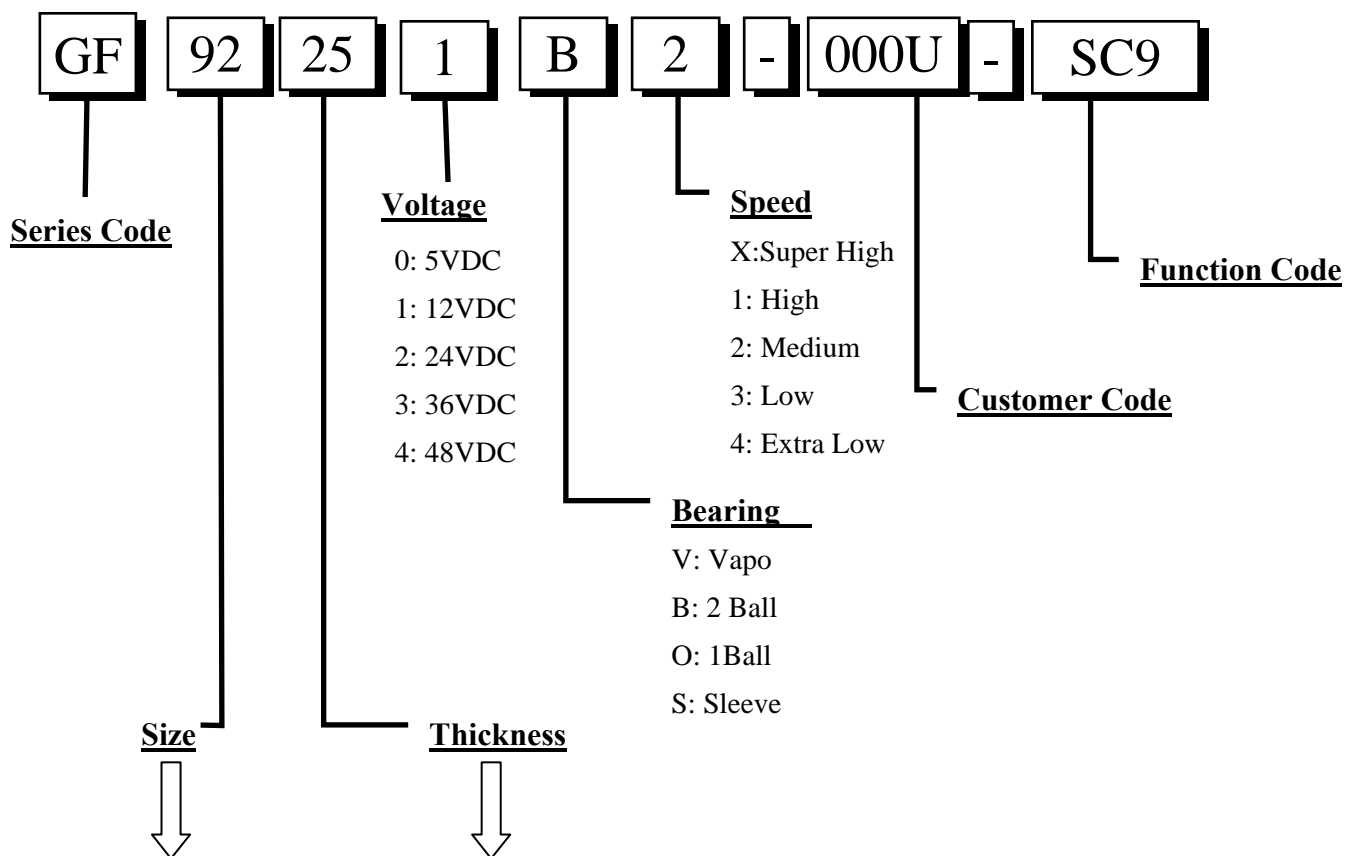 GF 92 25 1 B 2 - 000U - SC9
Series Code
Voltage
0: 5VDC
1: 12VDC
2: 24VDC
3: 36VDC
4: 48VDC
Speed
X:Super High
1: High
2: Medium
3: Low
4: Extra Low
Function Code
Customer Code
Bearing
V: Vapo
B: 2 Ball
O: 1Ball
S: Sleeve
Size
Thickness